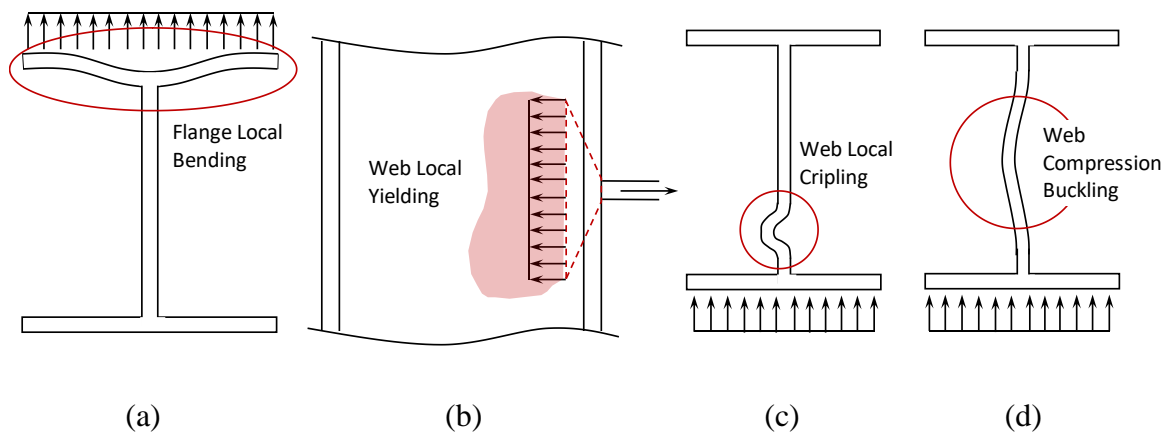 Flange Local
Bending
Web Local
Yielding
Web Local
Cripling
Web
Compression
Buckling
(a)
(b)
(c)
(d)